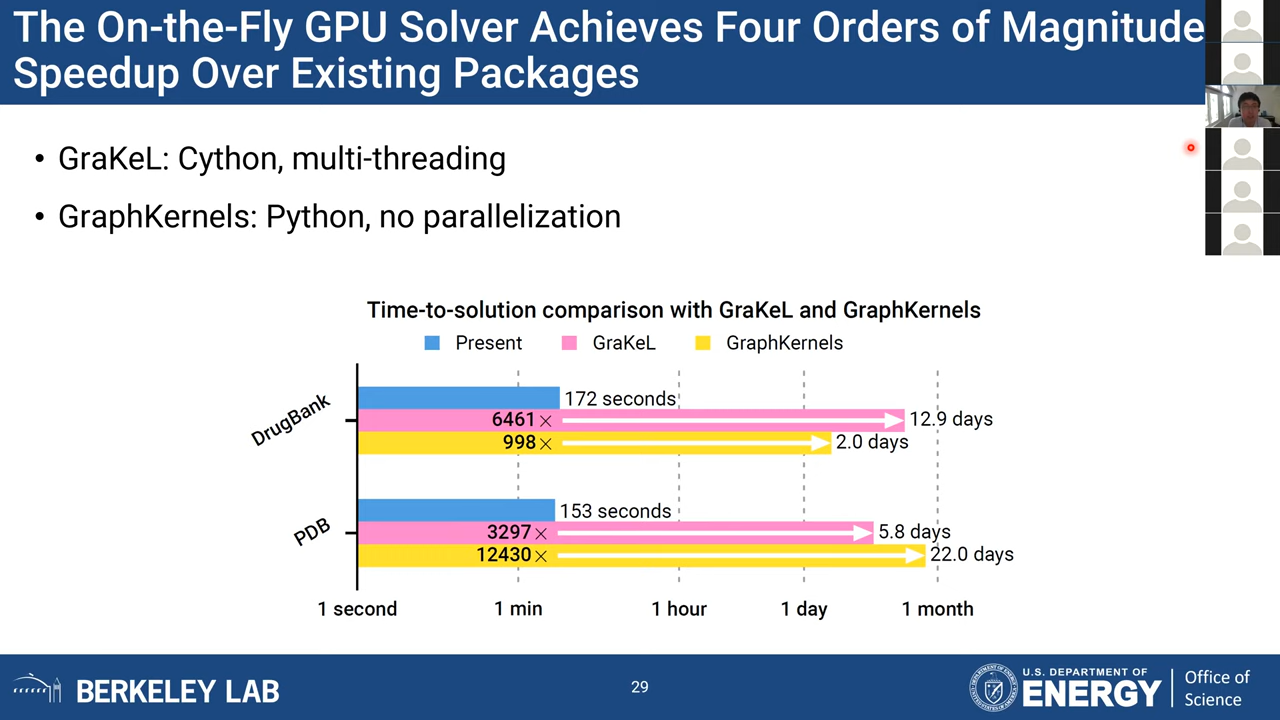 The On-the-Fly GPU Solver Achieves Four Orders of Magnitude
Speedup Over Existing Packages
• GraKeL: Cython, multi-threading
• GraphKernels: Python, no parallelization
Time-to-solution comparison with GraKeL and GraphKernels
Present GraKeL GraphKernels
DrugBank
172 seconds
6461× 12.9 days
998× 2.0 days
PDB
153 seconds
3297× 5.8 days
12430× 22.0 days
1 second 1 min 1 hour 1 day 1 month
BERKELEY LAB
29
U.S. DEPARTMENT OF
ENERGY
Office of
Science